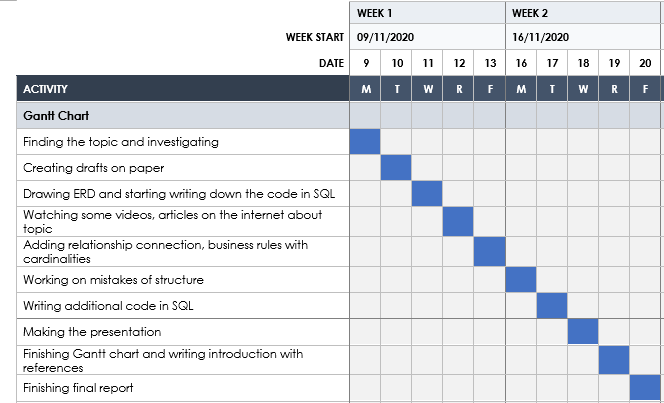 WEEK 1 WEEK 2
WEEK START 09/11/2020 16/11/2020
DATE 9 10 11 12 13 16 17 18 19 20
ACTIVITY M T W R F M T W R F
Gantt Chart
Finding the topic and investigating
Creating drafts on paper
Drawing ERD and starting writing down the code in SQL
Watching some videos, articles on the internet about
topic
Adding relationship connection, business rules with
cardinalities
Working on mistakes of structure
Writing additional code in SQL
Making the presentation
Finishing Gantt chart and writing introduction with
references
Finishing final report